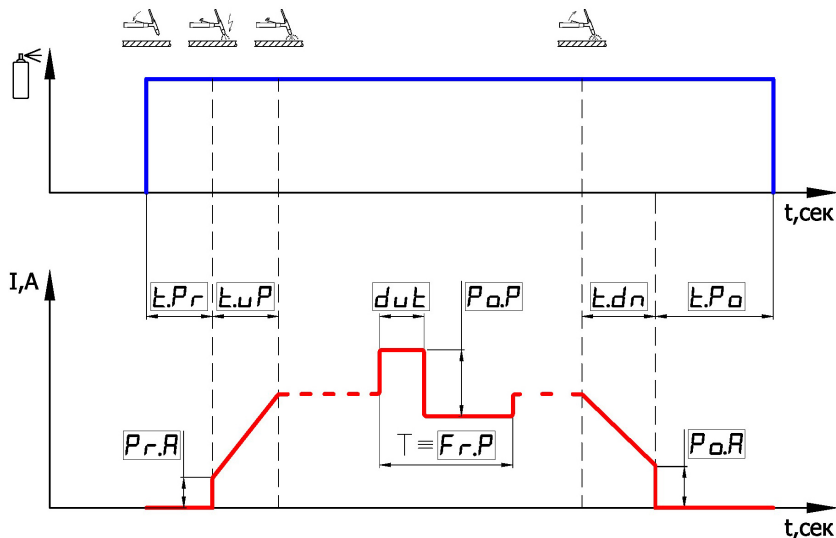 t,сек
I,A
t.Pr
t.uP
dut
Po.P
t.dn
t.Po
Pr.A
T ≡ Fr.P
Po.A
t,сек